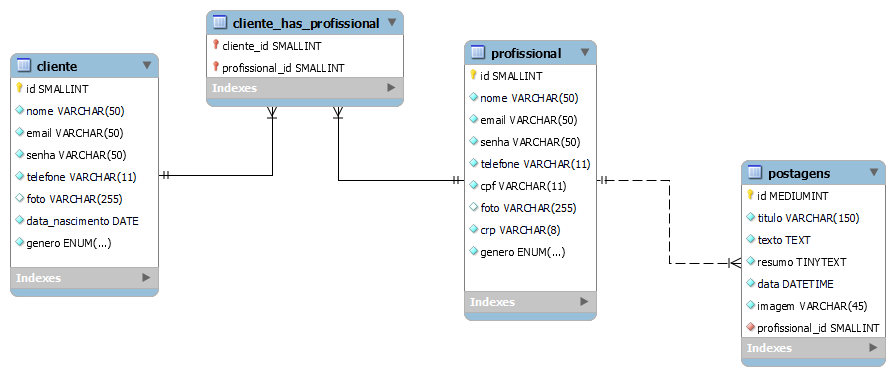 cliente
id SMALLINT
nome VARCHAR(50)
email VARCHAR(50)
senha VARCHAR(50)
telefone VARCHAR(11)
foto VARCHAR(255)
data_nascimento DATE
genero ENUM(...)
Indexes
cliente_has_profissional
cliente_id SMALLINT
profissional_id SMALLINT
Indexes
profissional
id SMALLINT
nome VARCHAR(50)
email VARCHAR(50)
senha VARCHAR(50)
telefone VARCHAR(11)
cpf VARCHAR(11)
foto VARCHAR(255)
crp VARCHAR(8)
genero ENUM(...)
Indexes
postagens
id MEDIUMINT
titulo VARCHAR(150)
texto TEXT
resumo TINYTEXT
data DATETIME
imagem VARCHAR(45)
profissional_id SMALLINT
Indexes